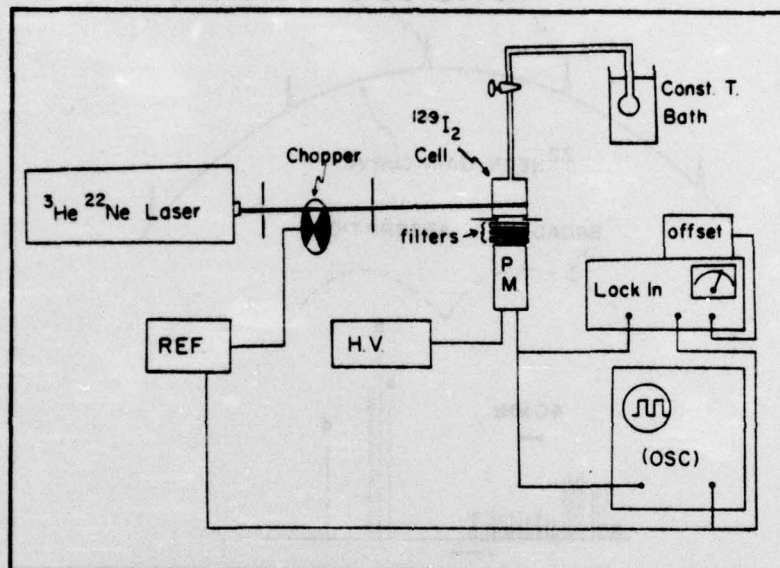 Const. T.
Bath
129I2
Cell
Chopper
3He 22Ne Laser
filters
offset
PM
Lock In
REF.
H.V.
(OSC)